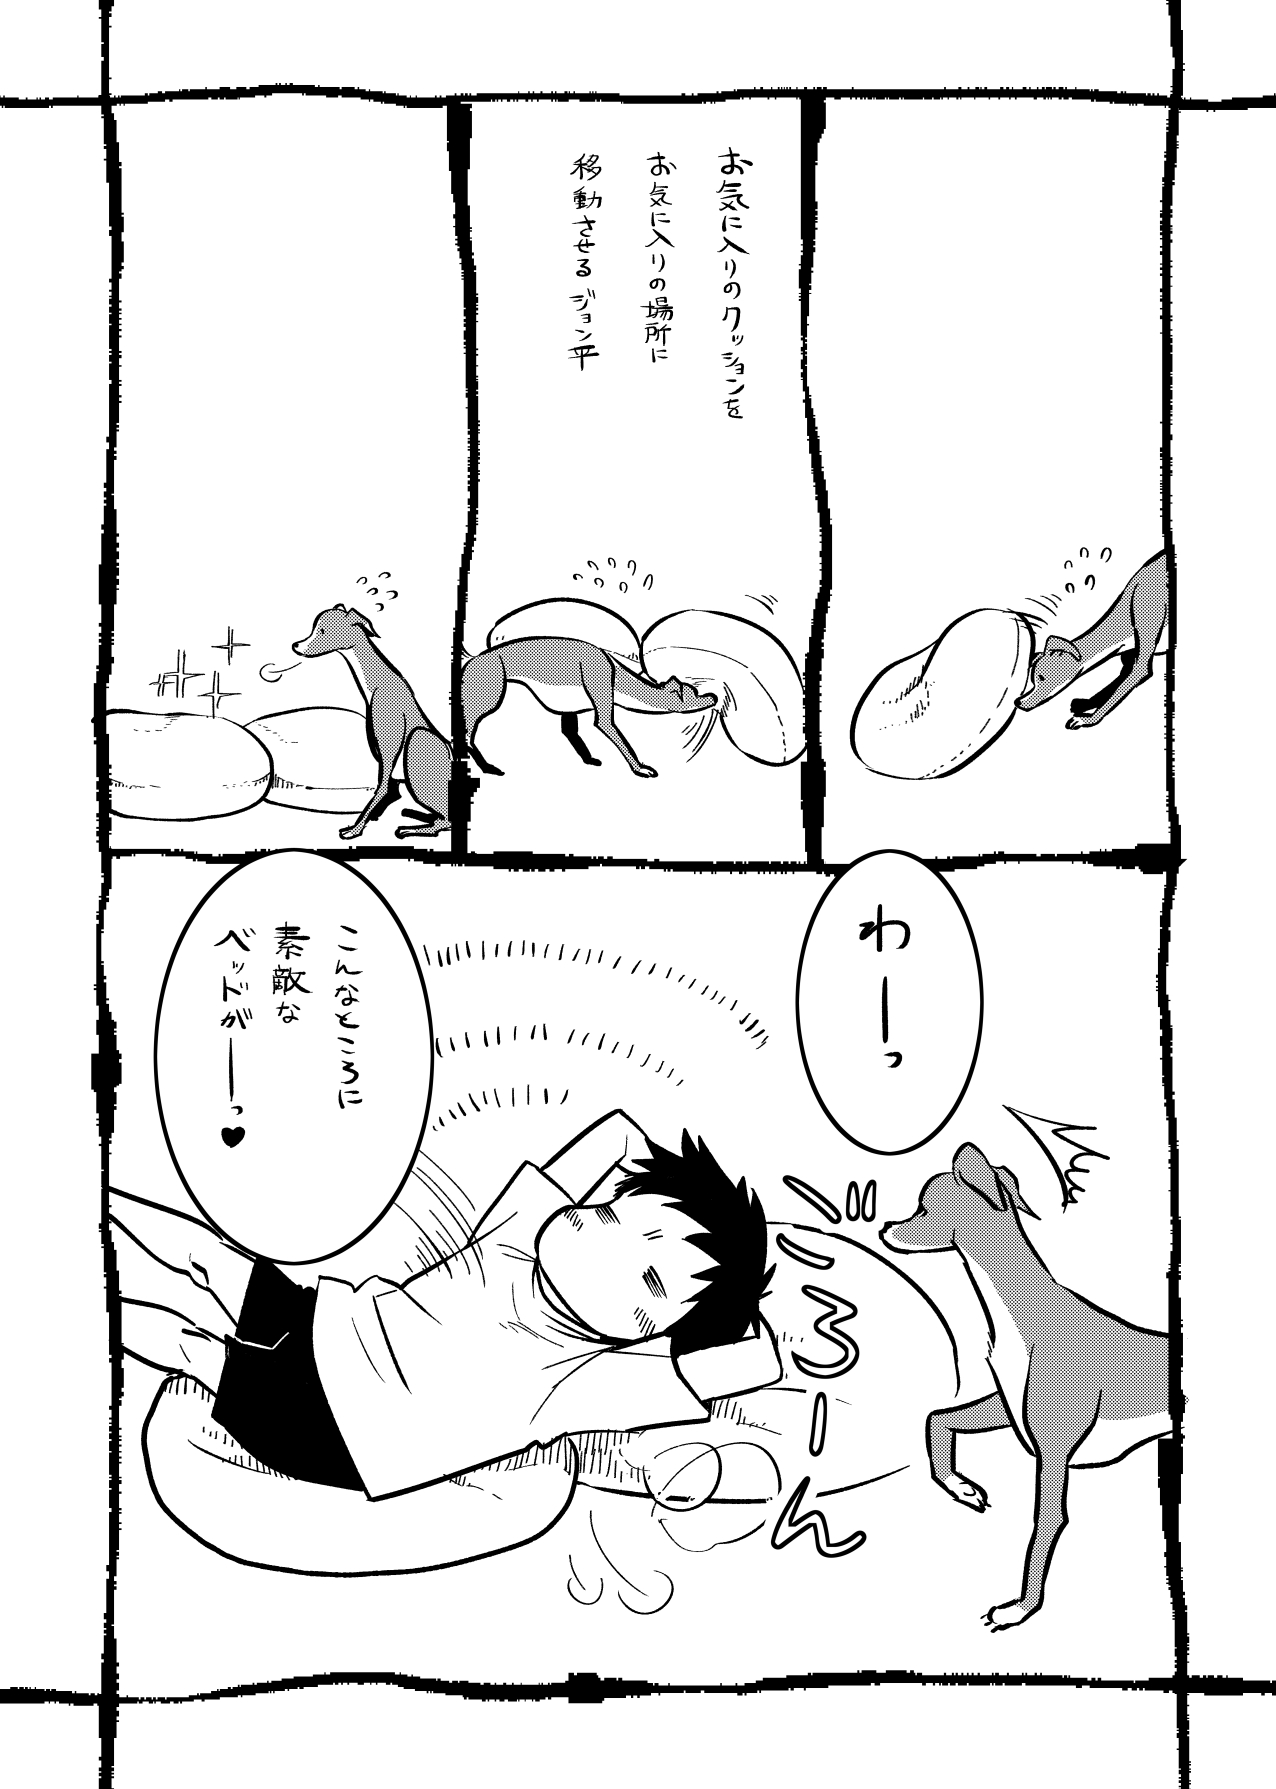 お気に入りのクッションを
お気に入りの場所に
移動させるジョン平
わーっ
ごろーん
こんなところに
素敵な
ベッドがーっ♥